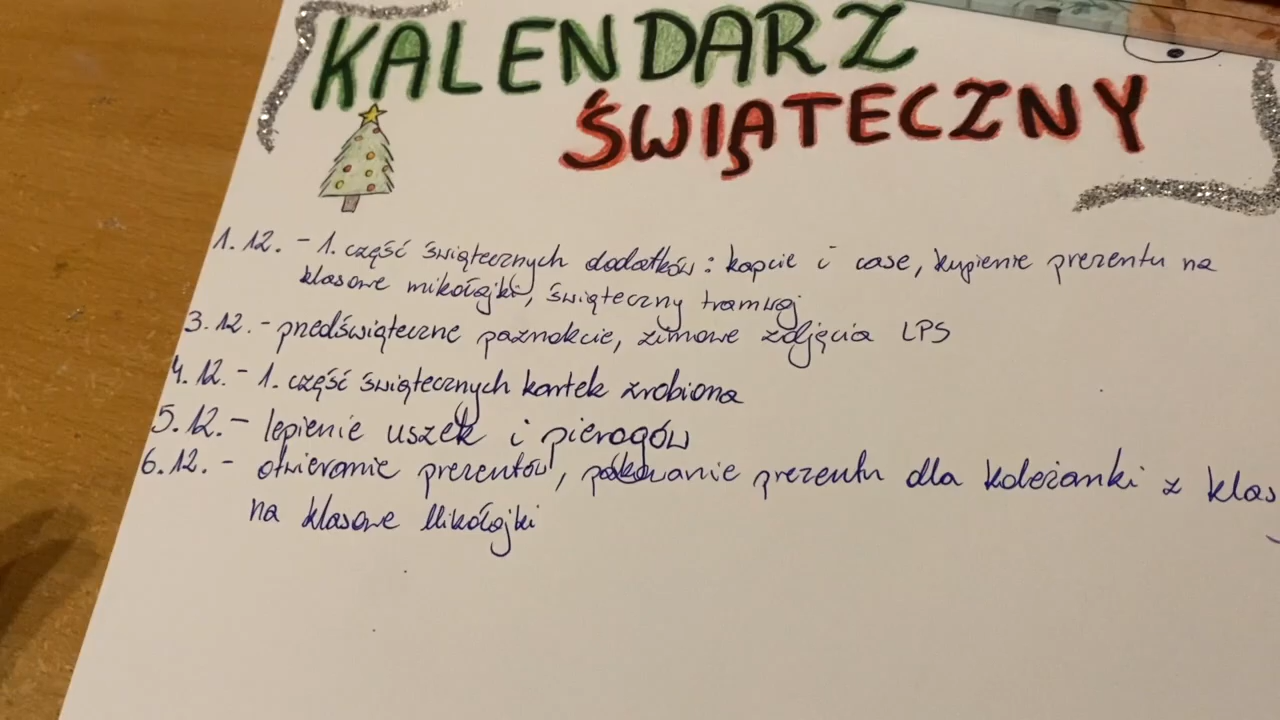 KALENDARZ
ŚWIĄTECZNY
1.12. - 1. część świątecznych dodatków: kapcie i case, kupienie prezentu na
klasowe mikołajki, świąteczny tramwaj
3.12. - przedświąteczne paznokcie, zimowe zdjęcia LPS
4.12. - 1. część świątecznych kartek zrobiona
5.12. - lepienie uszek i pierogów
6.12. - otwieranie prezentów, pakowanie prezentu dla koleżanki z klas
na klasowe Mikołajki